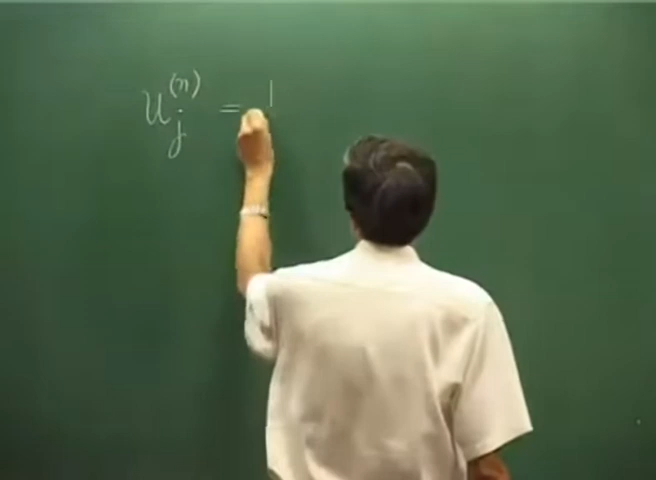 u_j^{(n)} = 1